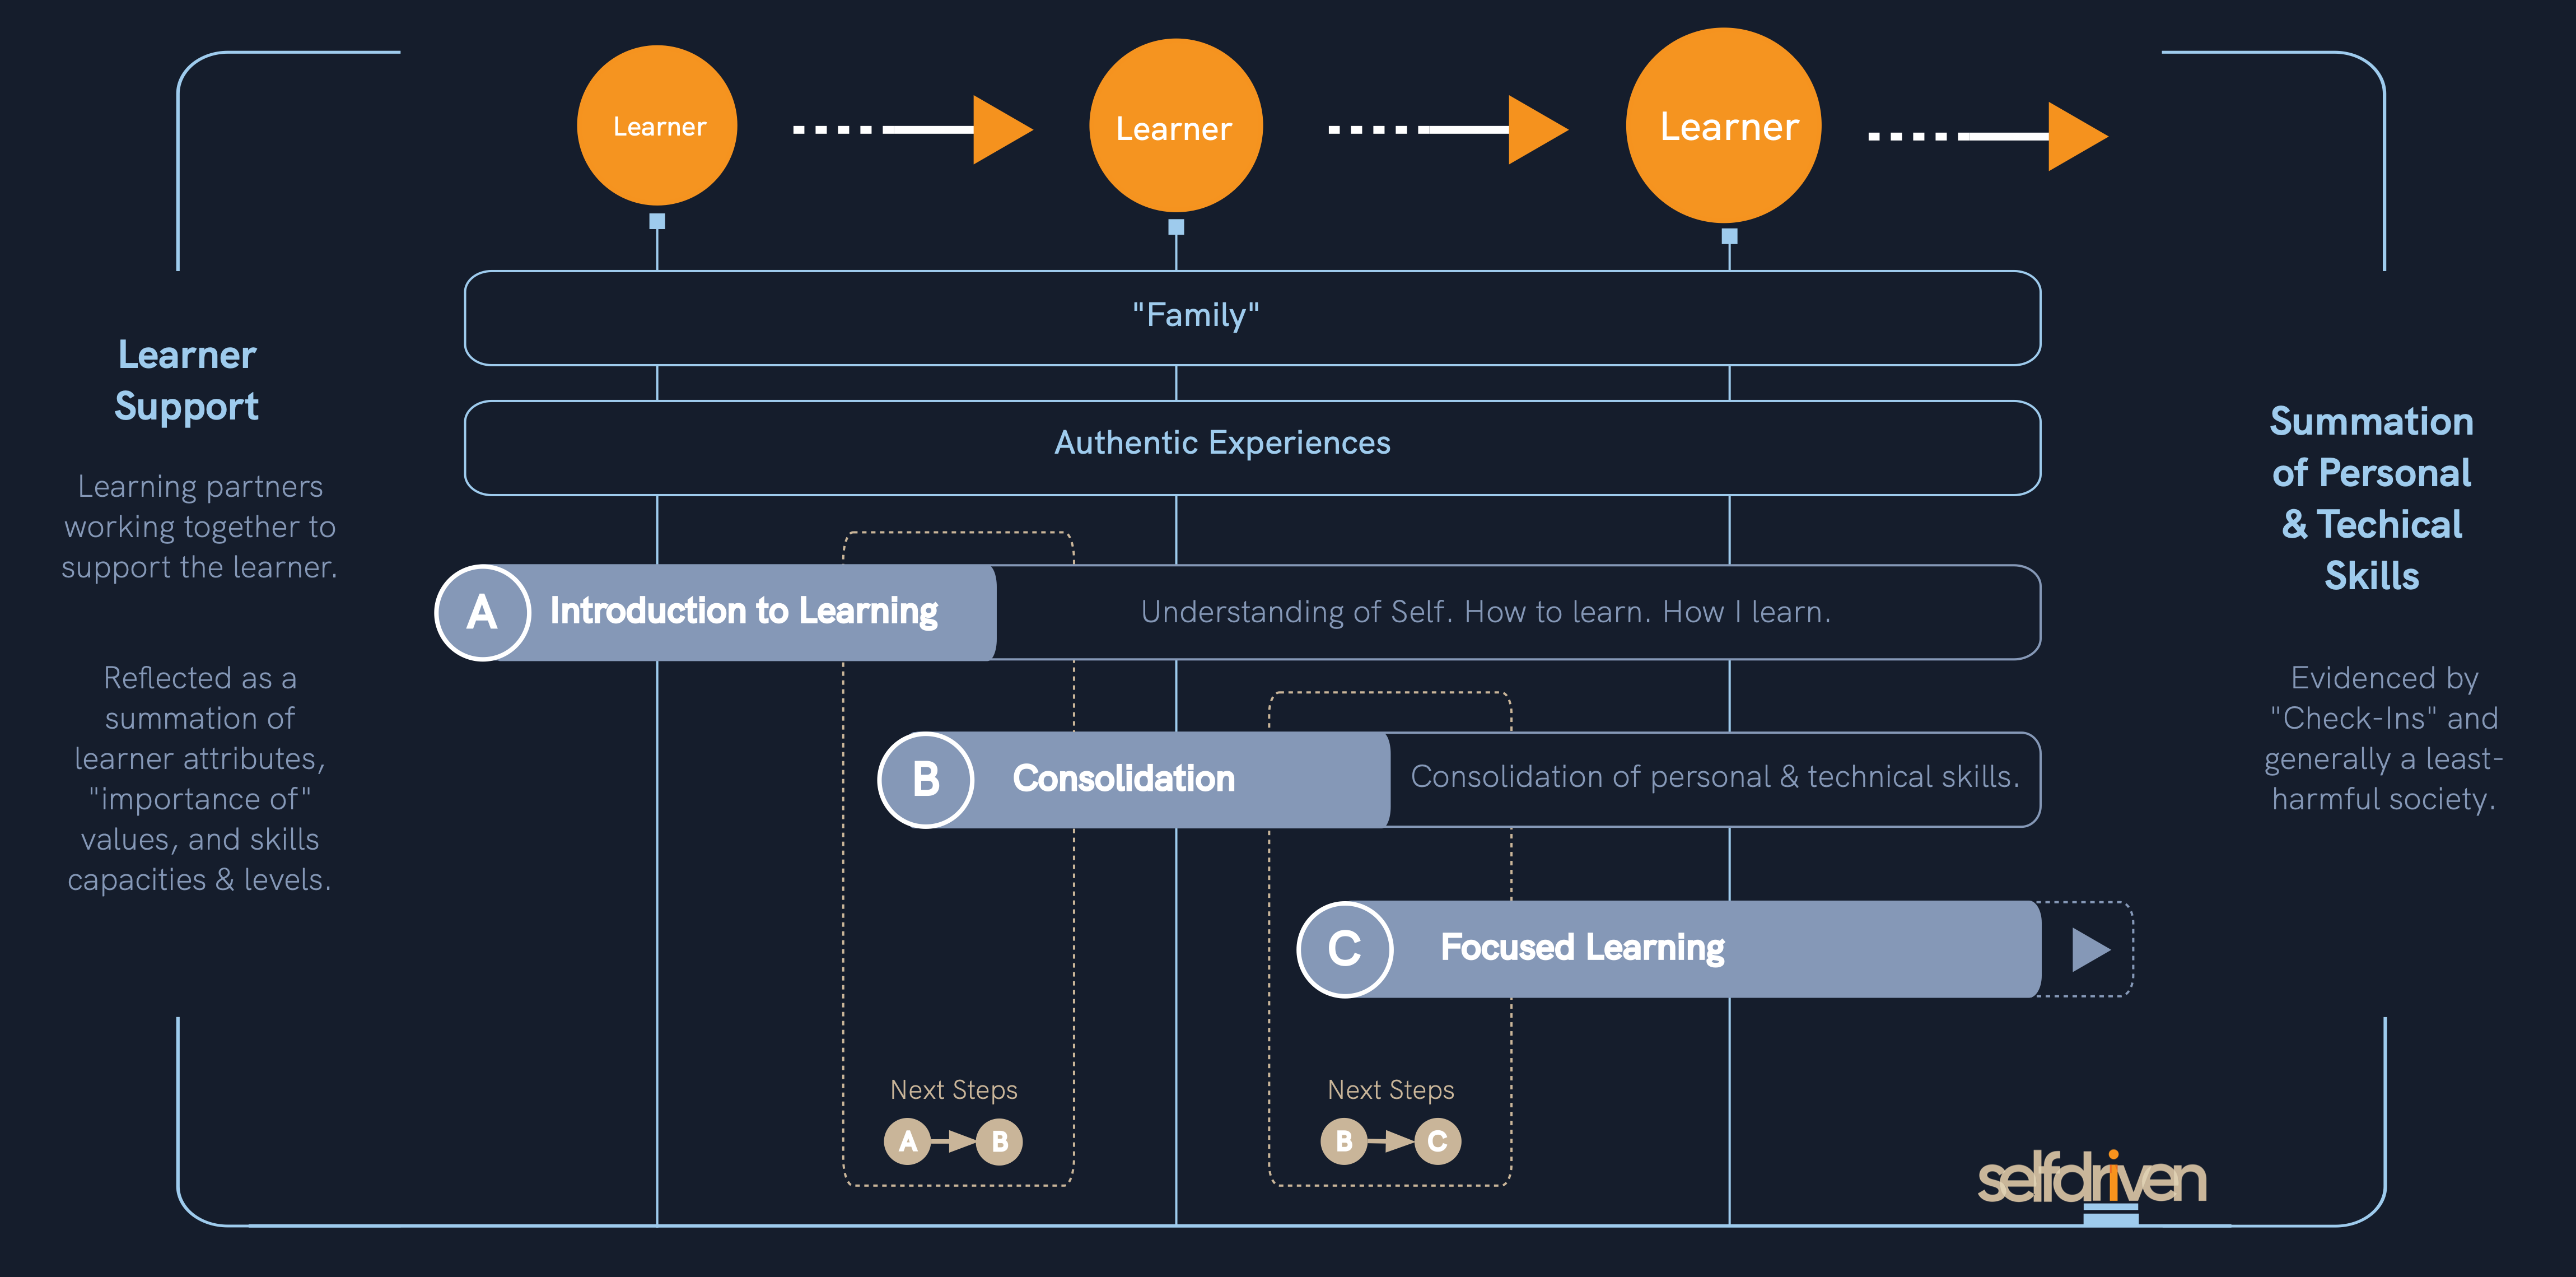 Learner
Learner
Learner
"Family"
Authentic Experiences
Learner
Support
Learning partners
working together to
support the learner.
Reflected as a
summation of
learner attributes,
"importance of"
values, and skills
capacities & levels.
A
Introduction to Learning
Understanding of Self. How to learn. How I learn.
B
Consolidation
Consolidation of personal & technical skills.
C
Focused Learning
Next Steps
A
B
Next Steps
B
C
Summation
of Personal
& Techical
Skills
Evidenced by
"Check-Ins" and
generally a least-
harmful society.
selfdriven